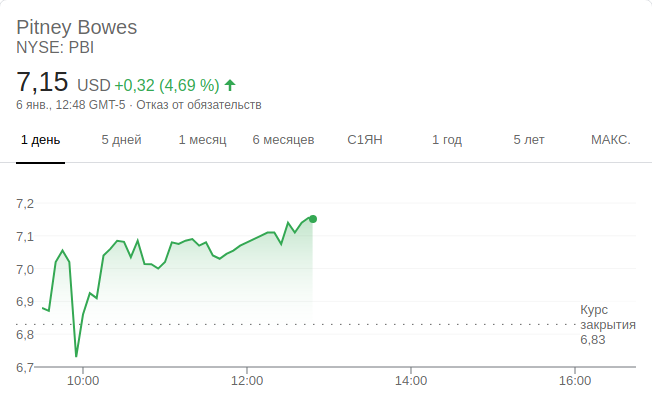 Pitney Bowes
NYSE: PBI
7,15 USD +0,32 (4,69 %)
6 янв., 12:48 GMT-5 · Отказ от обязательств
1 день 5 дней 1 месяц 6 месяцев С1ЯН 1 год 5 лет МАКС.
7,2
7,1
7,0
6,9
6,8
6,7
Курс
закрытия
6,83
10:00 12:00 14:00 16:00